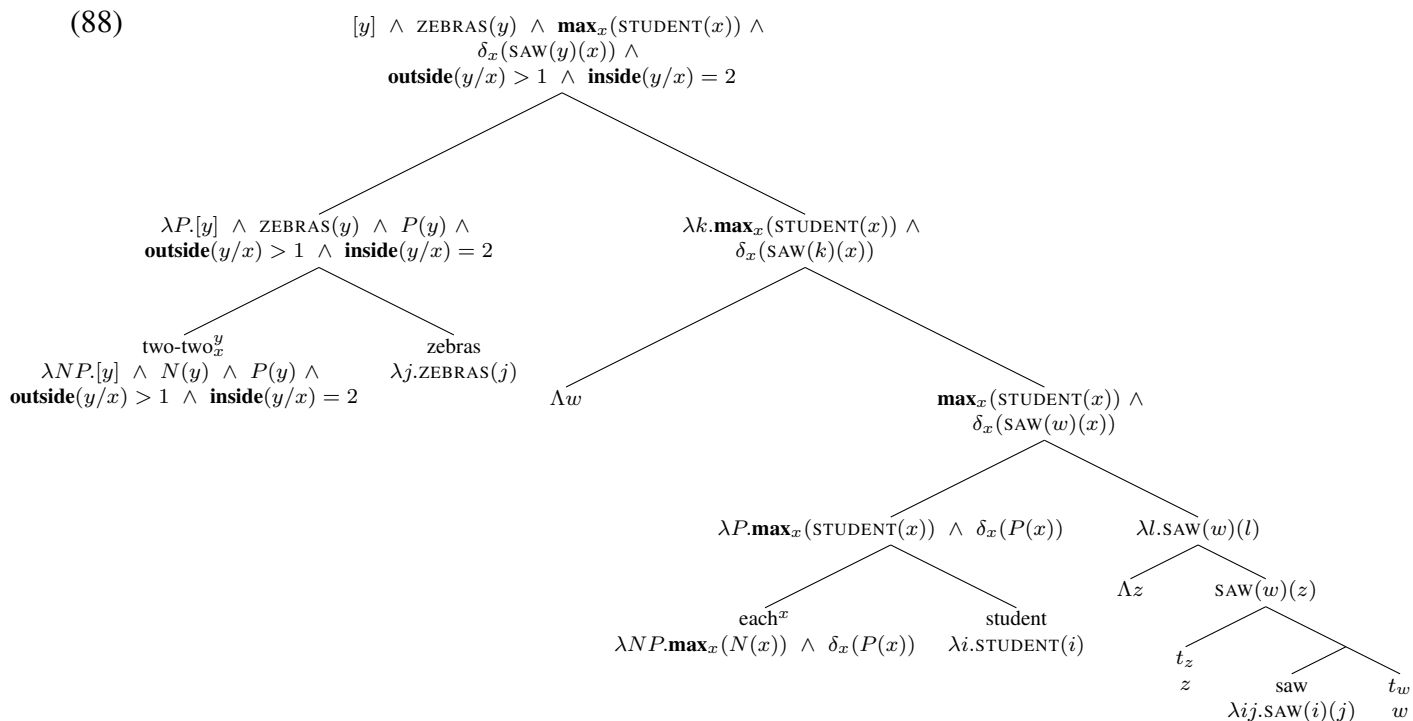 (88)
[y] ∧ ZEBRAS(y) ∧ max_x(STUDENT(x)) ∧
δ_x(SAW(y)(x)) ∧
outside(y/x) > 1 ∧ inside(y/x) = 2
λP.[y] ∧ ZEBRAS(y) ∧ P(y) ∧
outside(y/x) > 1 ∧ inside(y/x) = 2
λk.max_x(STUDENT(x)) ∧
δ_x(SAW(k)(x))
two-two^y_x
λNP.[y] ∧ N(y) ∧ P(y) ∧
outside(y/x) > 1 ∧ inside(y/x) = 2
zebras
λj.ZEBRAS(j)
Λw
max_x(STUDENT(x)) ∧
δ_x(SAW(w)(x))
λP.max_x(STUDENT(x)) ∧ δ_x(P(x))
λl.SAW(w)(l)
each^x
λNP.max_x(N(x)) ∧ δ_x(P(x))
student
λi.STUDENT(i)
Λz
SAW(w)(z)
t_z
z
saw
λij.SAW(i)(j)
t_w
w